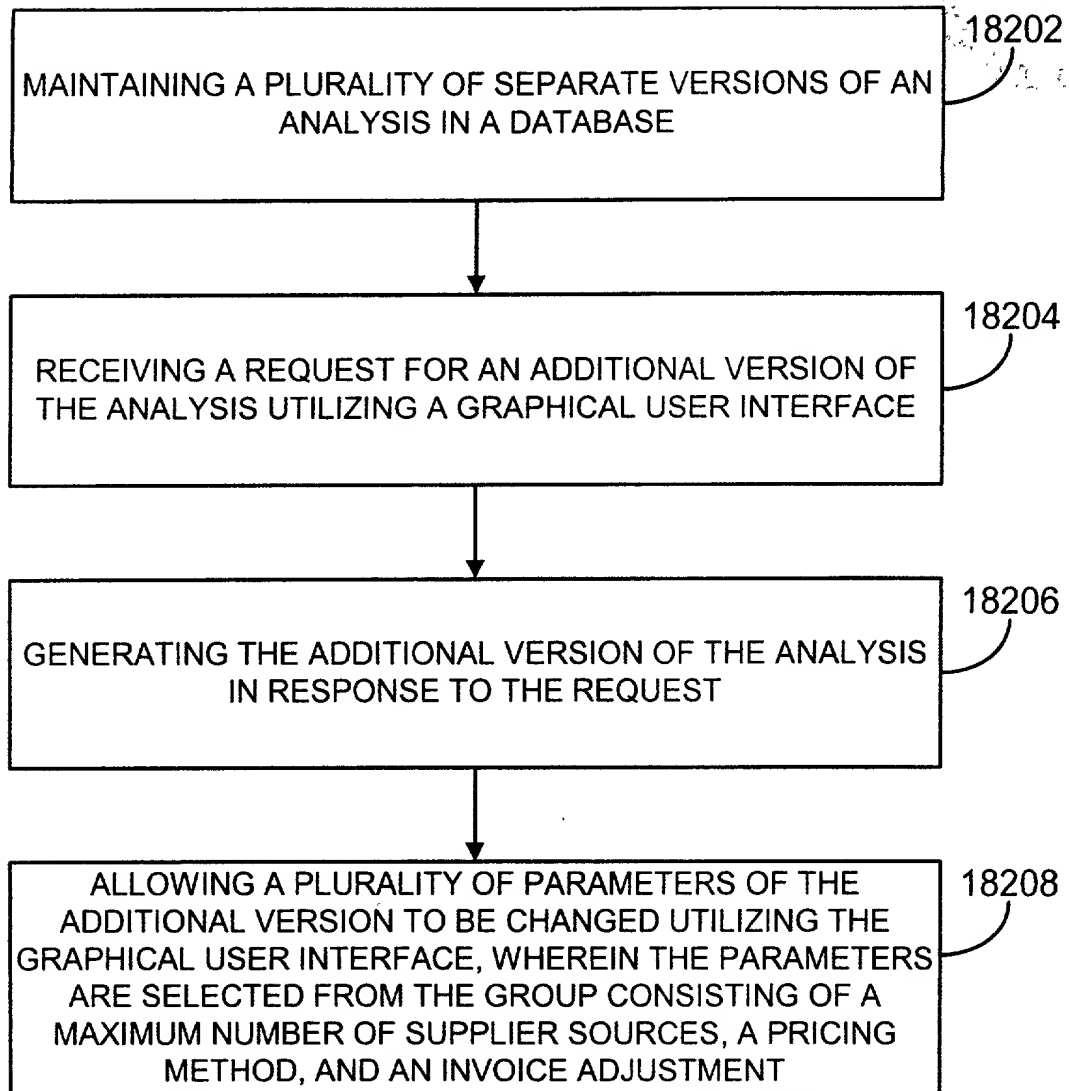 18202
MAINTAINING A PLURALITY OF SEPARATE VERSIONS OF AN
ANALYSIS IN A DATABASE
18204
RECEIVING A REQUEST FOR AN ADDITIONAL VERSION OF
THE ANALYSIS UTILIZING A GRAPHICAL USER INTERFACE
18206
GENERATING THE ADDITIONAL VERSION OF THE ANALYSIS
IN RESPONSE TO THE REQUEST
18208
ALLOWING A PLURALITY OF PARAMETERS OF THE
ADDITIONAL VERSION TO BE CHANGED UTILIZING THE
GRAPHICAL USER INTERFACE, WHEREIN THE PARAMETERS
ARE SELECTED FROM THE GROUP CONSISTING OF A
MAXIMUM NUMBER OF SUPPLIER SOURCES, A PRICING
METHOD, AND AN INVOICE ADJUSTMENT